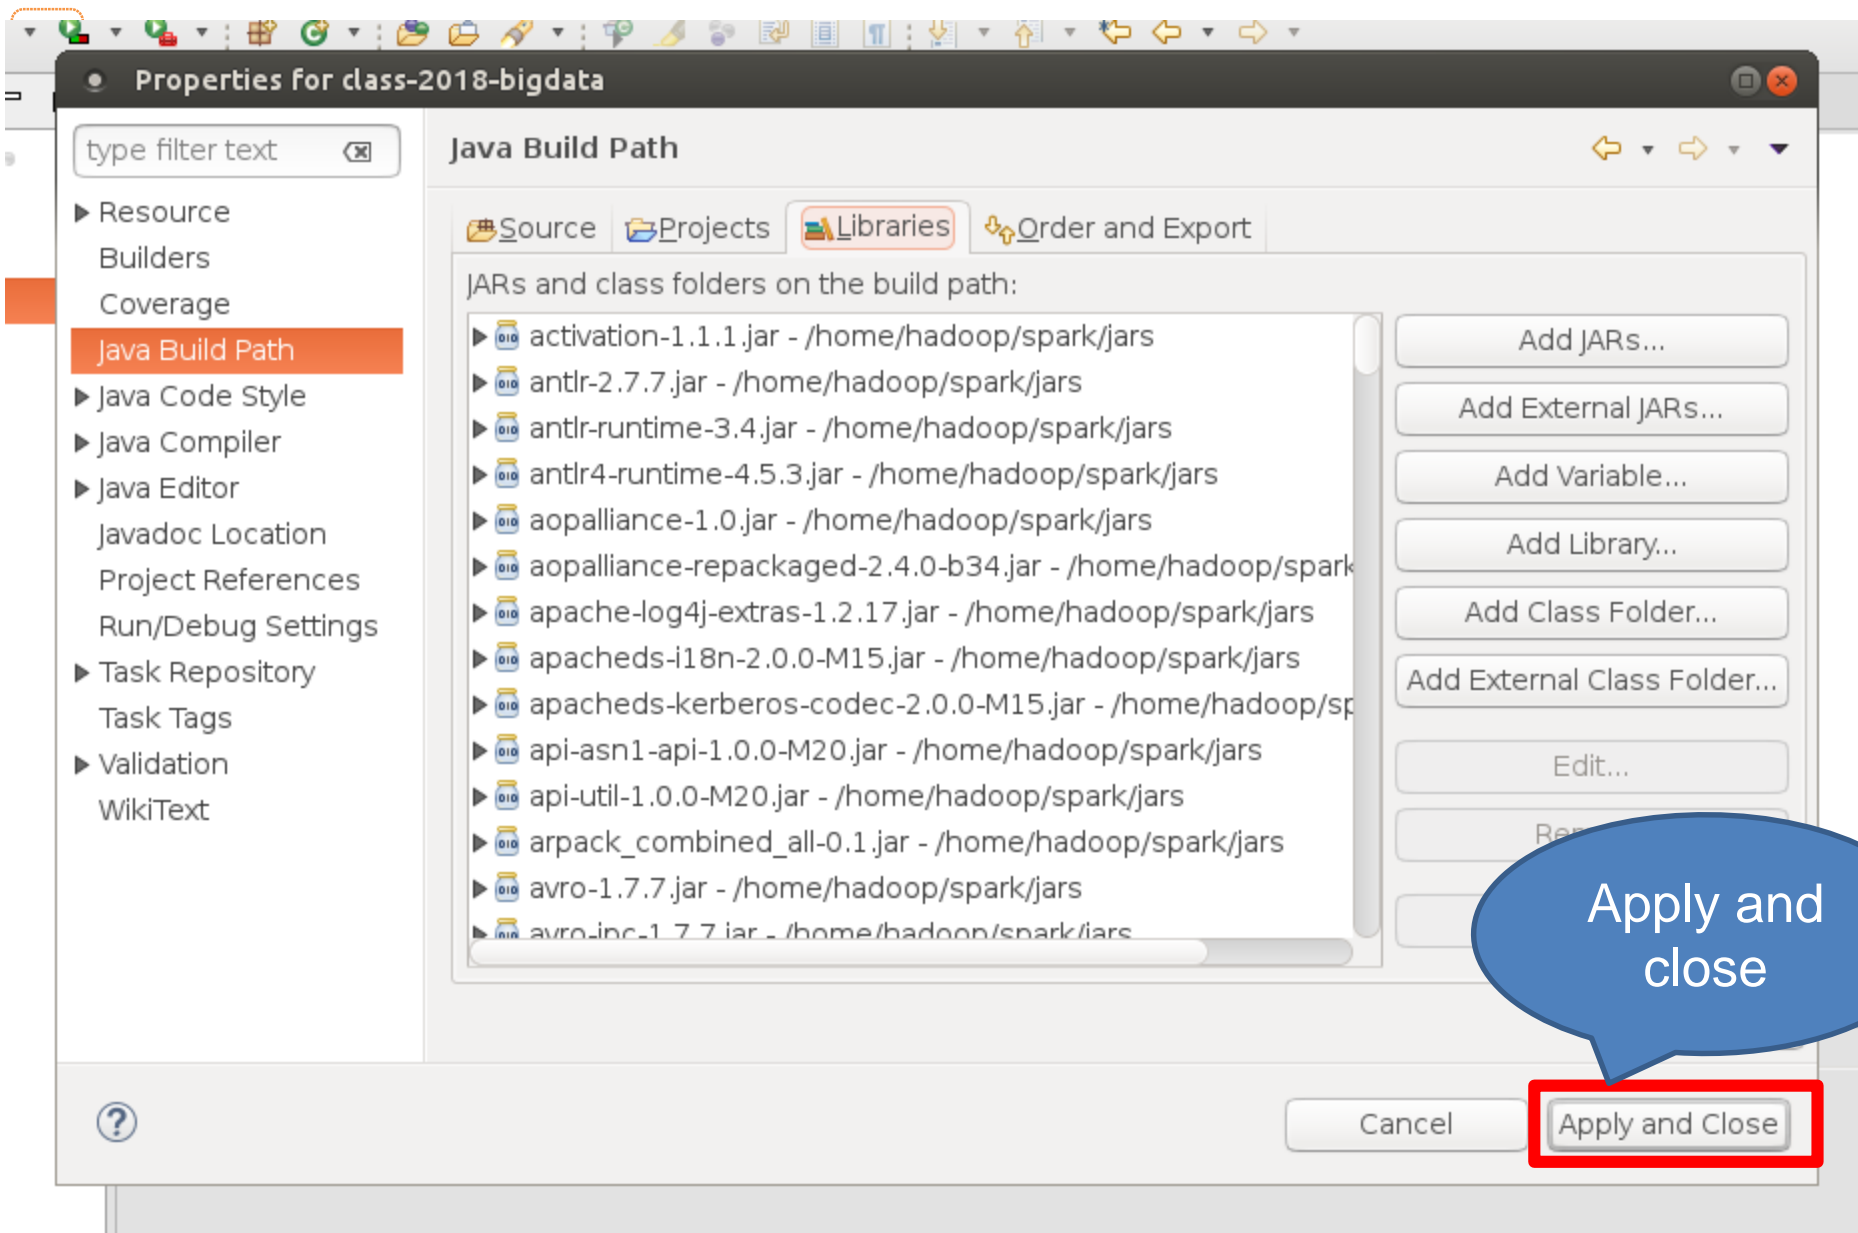 Properties for class-2018-bigdata
type filter text
Resource
Builders
Coverage
Java Build Path
Java Code Style
Java Compiler
Java Editor
Javadoc Location
Project References
Run/Debug Settings
Task Repository
Task Tags
Validation
WikiText
Java Build Path
Source
Projects
Libraries
Order and Export
JARs and class folders on the build path:
activation-1.1.1.jar - /home/hadoop/spark/jars
antlr-2.7.7.jar - /home/hadoop/spark/jars
antlr-runtime-3.4.jar - /home/hadoop/spark/jars
antlr4-runtime-4.5.3.jar - /home/hadoop/spark/jars
aopalliance-1.0.jar - /home/hadoop/spark/jars
aopalliance-repackaged-2.4.0-b34.jar - /home/hadoop/spark
apache-log4j-extras-1.2.17.jar - /home/hadoop/spark/jars
apacheds-i18n-2.0.0-M15.jar - /home/hadoop/spark/jars
apacheds-kerberos-codec-2.0.0-M15.jar - /home/hadoop/sp
api-asn1-api-1.0.0-M20.jar - /home/hadoop/spark/jars
api-util-1.0.0-M20.jar - /home/hadoop/spark/jars
arpack_combined_all-0.1.jar - /home/hadoop/spark/jars
avro-1.7.7.jar - /home/hadoop/spark/jars
avro-ipc-1.7.7.jar - /home/hadoop/spark/jars
Add JARs...
Add External JARs...
Add Variable...
Add Library...
Add Class Folder...
Add External Class Folder...
Edit...
Apply and
close
Cancel
Apply and Close